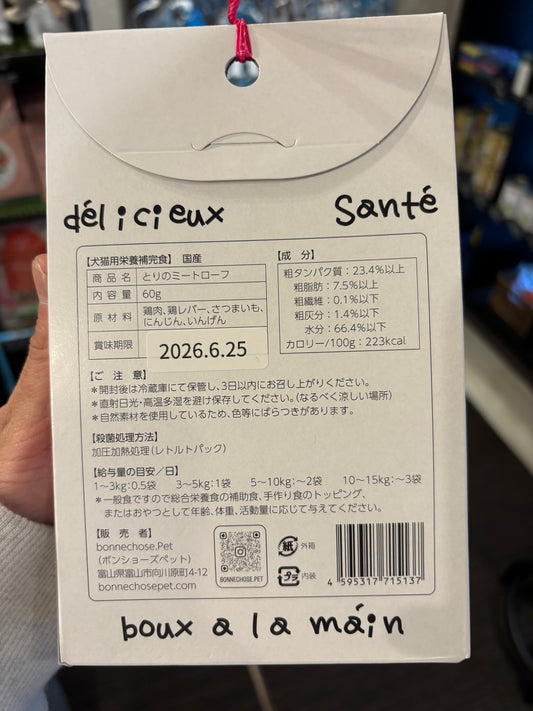 délicieux
Santé
【犬猫用栄養補完食】 国産
商品名 とりのミートローフ
内容量 60g
原材料 鶏肉、鶏レバー、さつまいも、
にんじん、いんげん
賞味期限 2026.6.25
【成 分】
粗タンパク質：23.4%以上
粗脂肪：7.5%以上
粗繊維：0.1%以下
粗灰分：1.4%以下
水分：66.4%以下
カロリー/100g：223kcal
【ご 注 意】
＊開封後は冷蔵庫にて保管し、3日以内にお召し上がりください。
＊直射日光・高温多湿を避け保存してください。(なるべく涼しい場所)
＊自然素材を使用しているため、色等にばらつきがあります。
【殺菌処理方法】
加圧加熱処理（レトルトパック）
【給与量の目安／日】
1～3kg：0.5袋 3～5kg：1袋 5～10kg：～2袋 10～15kg：～3袋
＊一般食ですので総合栄養食の補助食、手作り食のトッピング、
またはおやつとして年齢、体重、活動量に応じて与えてください。
【販 売 者】
bonnechose.Pet
（ボンショーズペット）
富山県富山市向川原町4-12
bonnechosepet.com
BONNECHOSE.PET
紙 外箱
プラ 内装
4 595317 715137
boux a la máin